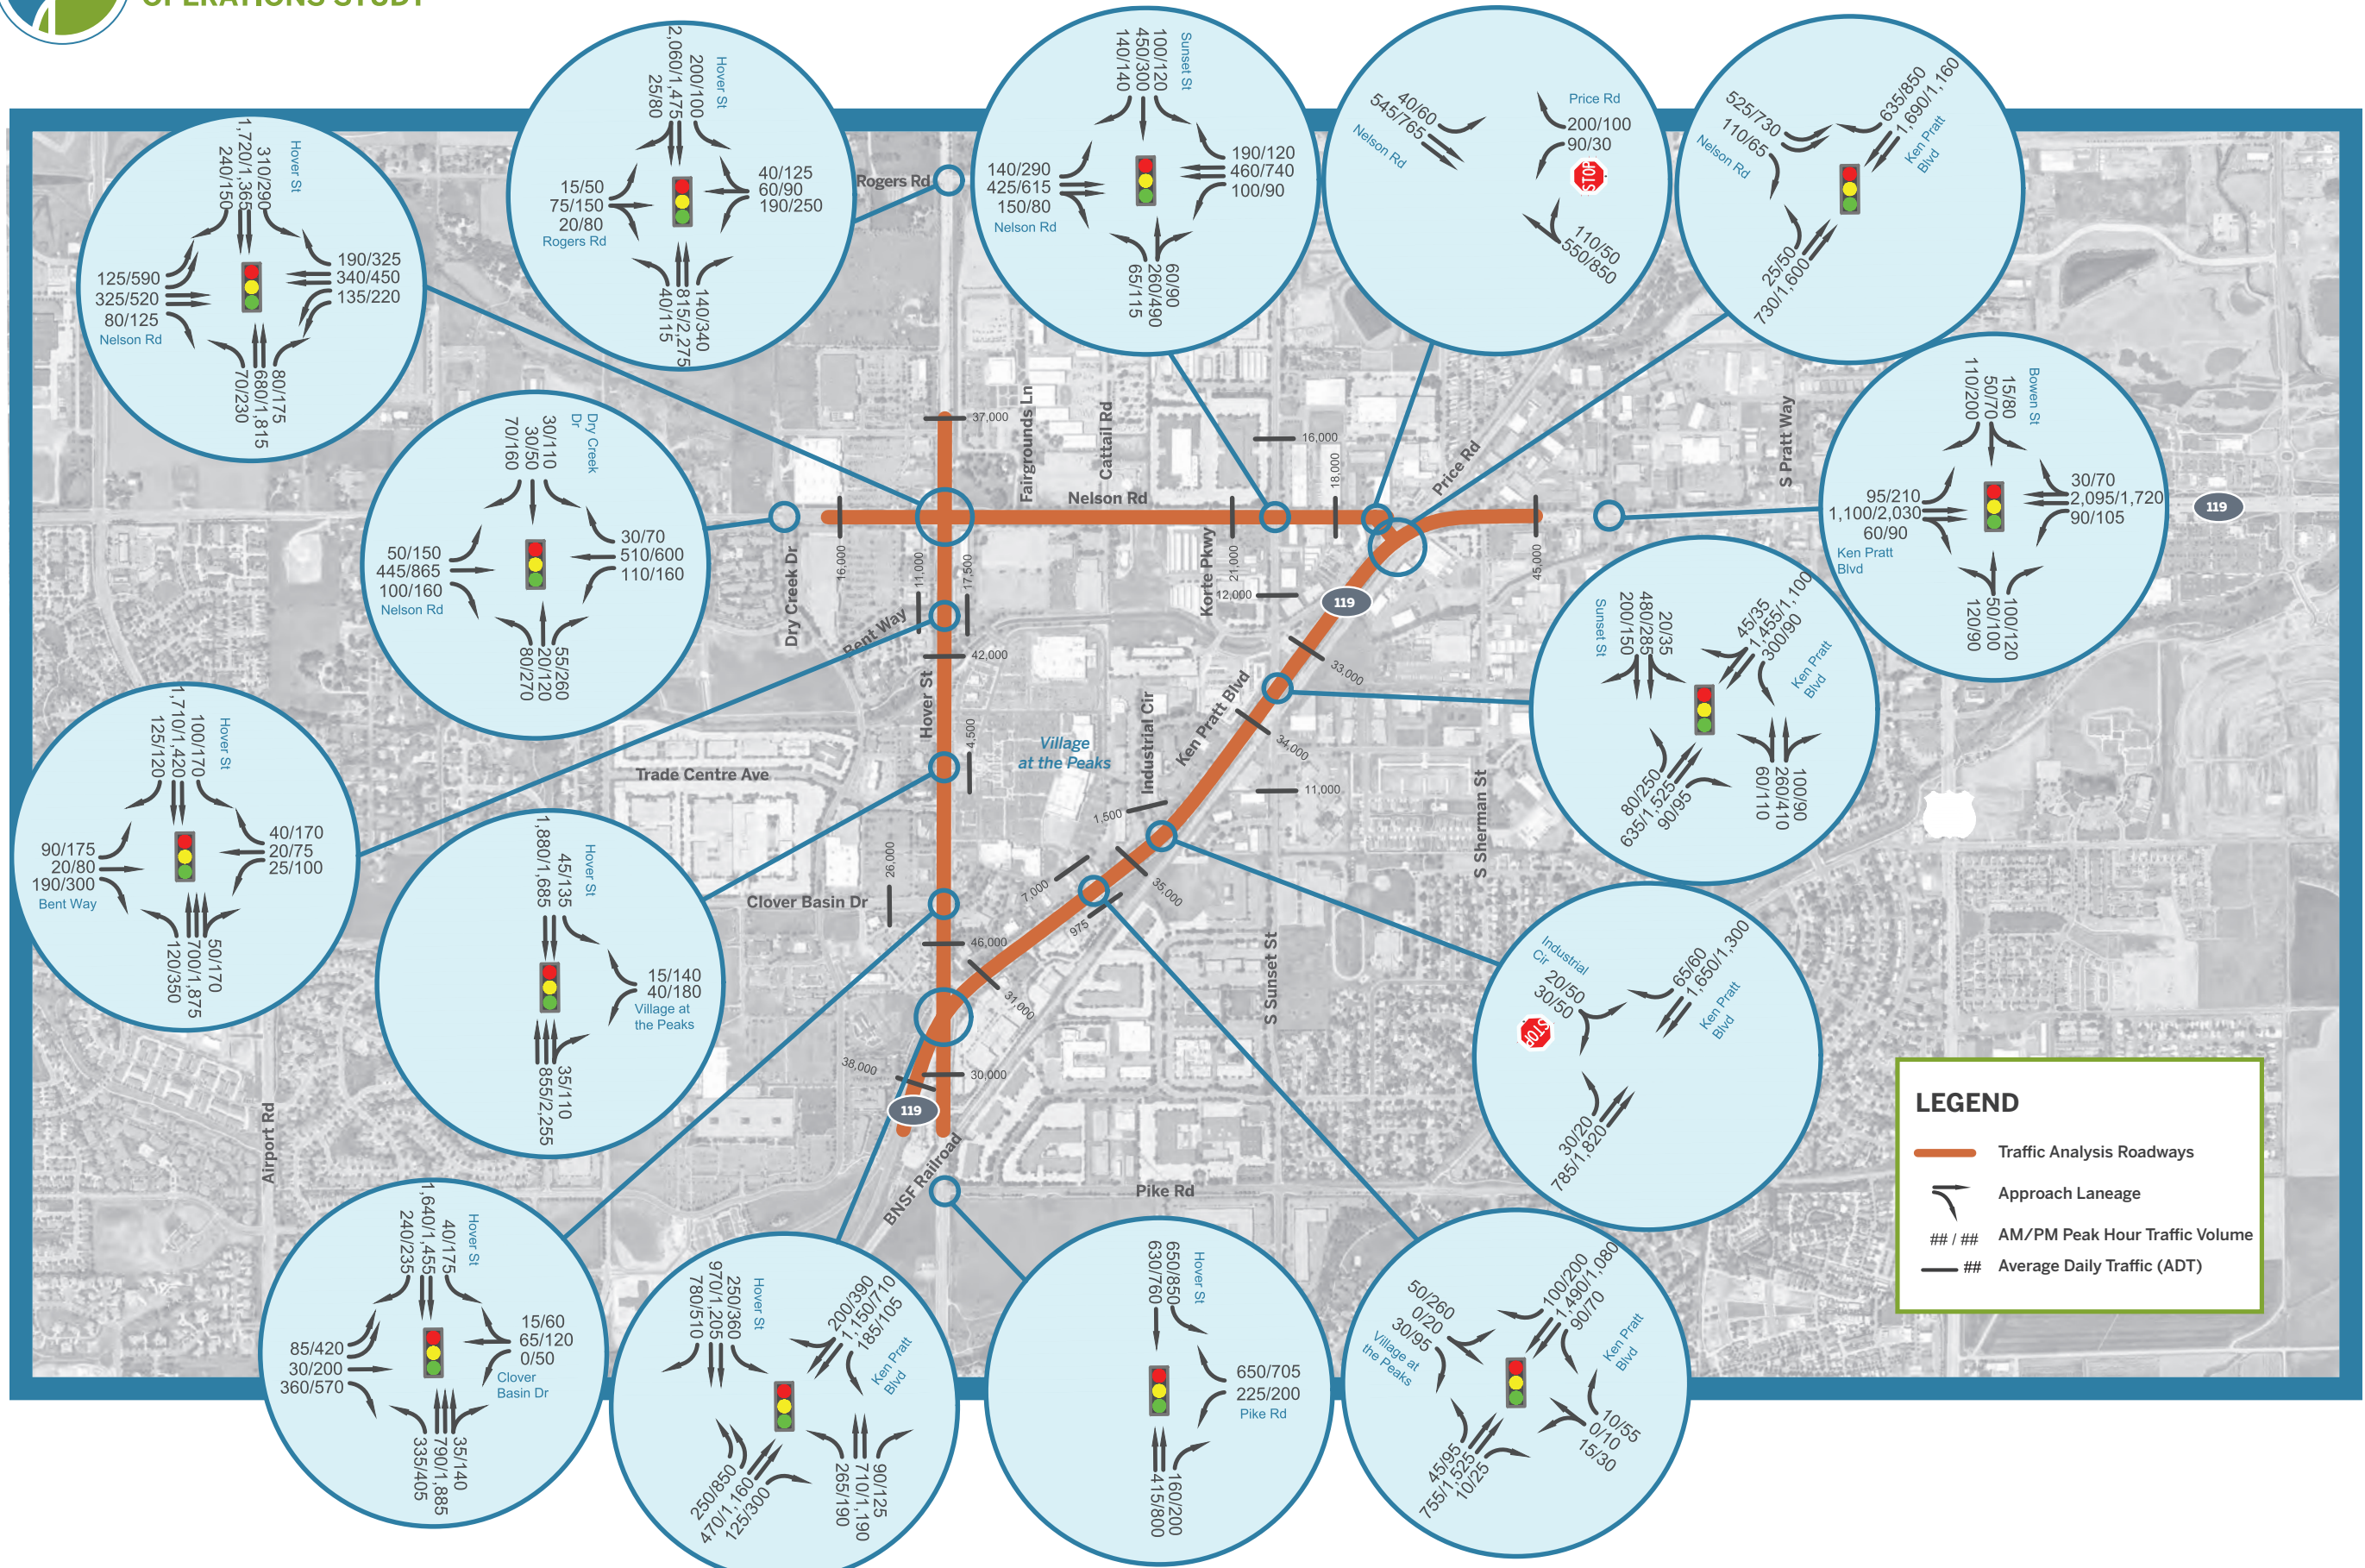 OPERATIONS STUDY
Hover St
310/290
1,720/1,365
240/150
190/325
340/450
135/220
125/590
325/520
80/125
Nelson Rd
80/175
680/1,815
70/230
Hover St
200/100
2,060/1,475
25/80
40/125
60/90
190/250
15/50
75/150
20/80
Rogers Rd
140/340
815/2,275
40/115
Sunset St
100/120
450/300
140/140
190/120
460/740
100/90
140/290
425/615
150/80
Nelson Rd
60/90
260/490
65/115
40/60
545/765
Nelson Rd
Price Rd
200/100
90/30
STOP
110/50
550/850
525/730
110/65
Nelson Rd
635/850
1,690/1,160
Ken Pratt
Blvd
25/50
730/1,600
Bowen St
15/80
50/70
110/200
30/70
2,095/1,720
90/105
95/210
1,100/2,030
60/90
Ken Pratt
Blvd
100/120
50/100
120/90
Dry Creek
Dr
30/10
30/50
70/160
30/70
510/600
110/160
50/150
445/865
100/160
Nelson Rd
55/260
20/120
80/270
Sunset St
20/35
480/285
200/150
45/35
1,455/1,100
300/90
Ken Pratt
Blvd
80/250
635/1,525
90/95
100/90
260/410
60/110
Hover St
100/170
1,710/1,420
125/120
40/170
20/75
25/100
90/175
20/80
190/300
Bent Way
50/170
700/1,875
120/350
Hover St
45/135
1,880/1,685
15/140
40/180
Village at
the Peaks
35/110
855/2,255
Industrial
Cir
20/50
30/50
STOP
65/60
1,650/1,300
Ken Pratt
Blvd
30/20
785/1,820
Hover St
40/175
1,640/1,455
240/235
15/60
65/120
0/50
Clover
Basin Dr
85/420
30/200
360/570
35/140
790/1,885
335/405
Hover St
250/360
970/1,205
780/510
200/390
1,150/710
185/105
Ken Pratt
Blvd
250/850
470/1,160
125/300
90/125
710/1,190
265/190
Hover St
650/850
630/760
650/705
225/200
Pike Rd
160/200
415/800
50/260
0/20
30/95
Village at
the Peaks
100/200
1,490/1,080
90/70
Ken Pratt
Blvd
45/95
755/1,525
10/25
10/55
0/10
15/30
Rogers Rd
37,000
Fairgrounds Ln
Cattail Rd
16,000
18,000
Price Rd
S Pratt Way
Nelson Rd
119
Dry Creek Dr
16,000
11,000
17,500
Korte Pkwy
21,000
12,000
45,000
119
Bent Way
42,000
33,000
Hover St
4,500
Village
at the Peaks
Industrial Cir
Ken Pratt Blvd
34,000
Trade Centre Ave
1,500
11,000
S Sherman St
26,000
Clover Basin Dr
7,000
35,000
975
46,000
31,000
S Sunset St
38,000
30,000
119
Airport Rd
BNSF Railroad
Pike Rd
LEGEND
Traffic Analysis Roadways
Approach Laneage
## / ## AM/PM Peak Hour Traffic Volume
## Average Daily Traffic (ADT)